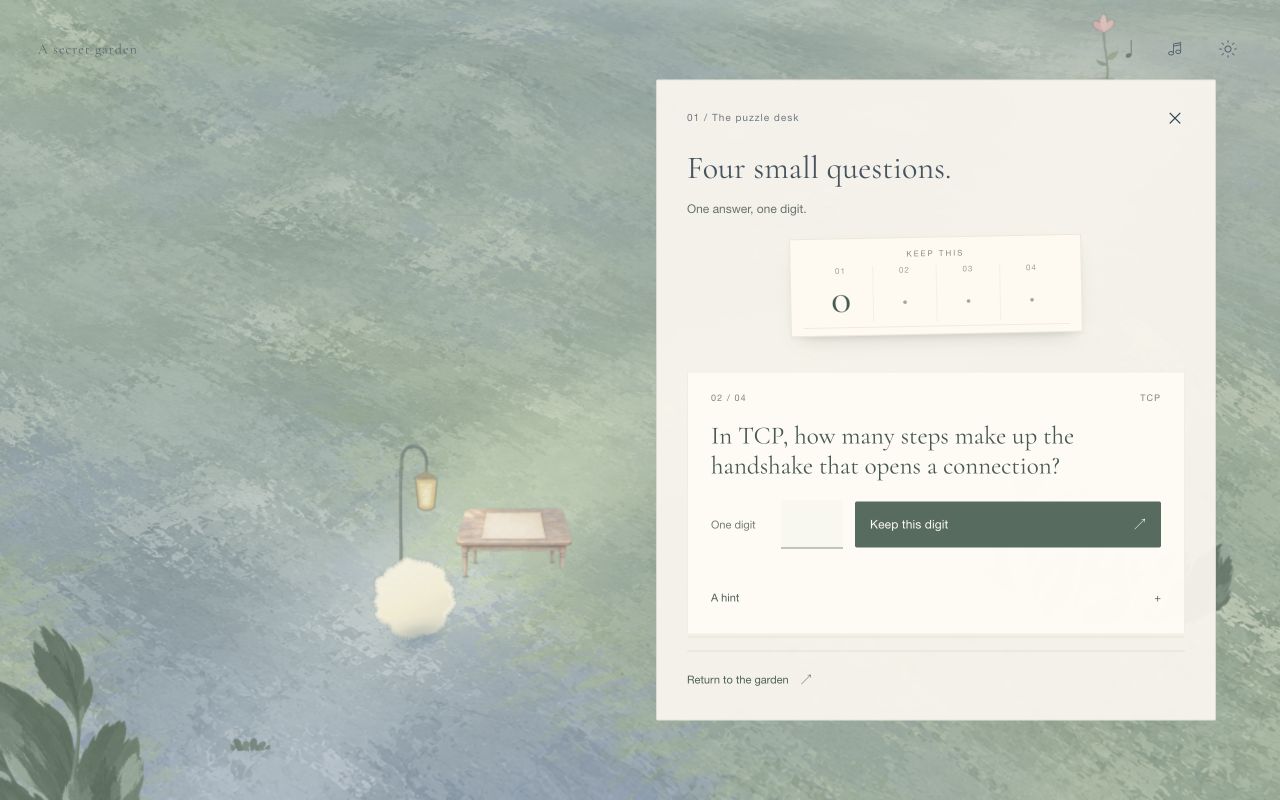 A secret garden
01 / The puzzle desk
Four small questions.
One answer, one digit.
KEEP THIS
01 02 03 04
0 • • •
02 / 04 TCP
In TCP, how many steps make up the
handshake that opens a connection?
One digit
Keep this digit
A hint +
Return to the garden